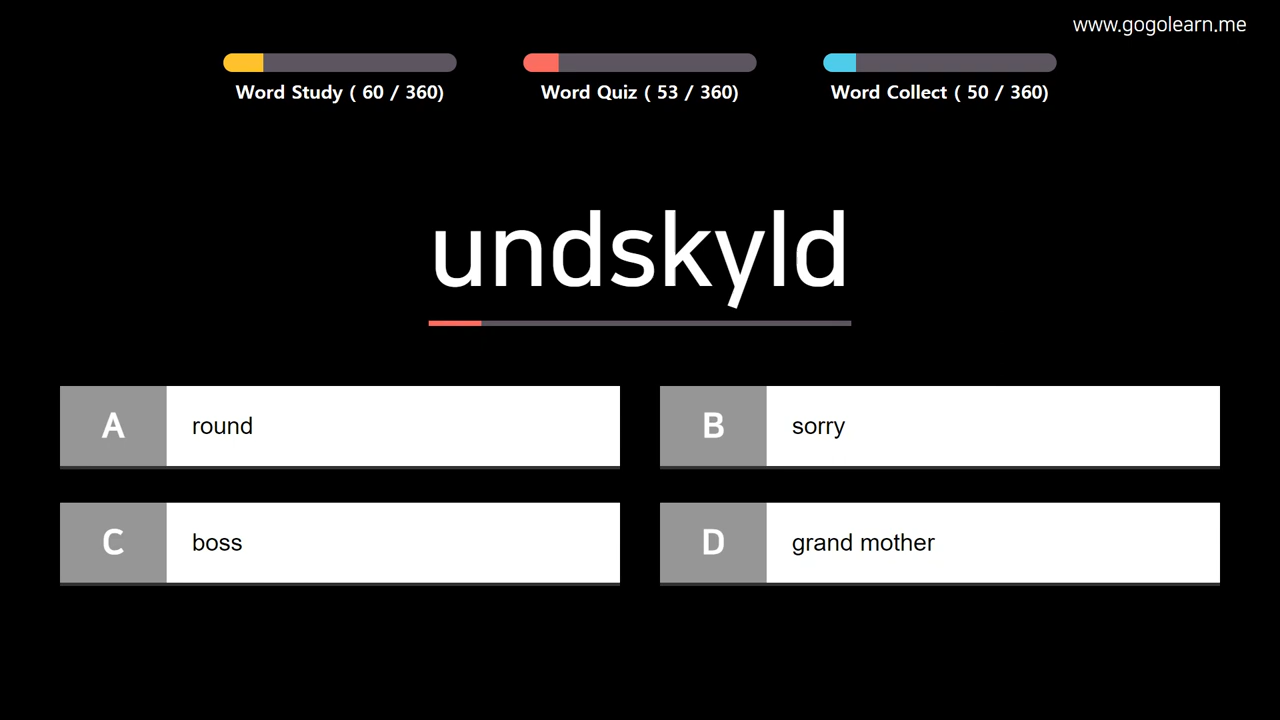 www.gogolearn.me
Word Study ( 60 / 360)
Word Quiz ( 53 / 360)
Word Collect ( 50 / 360)
undskyld
A round
B sorry
C boss
D grand mother